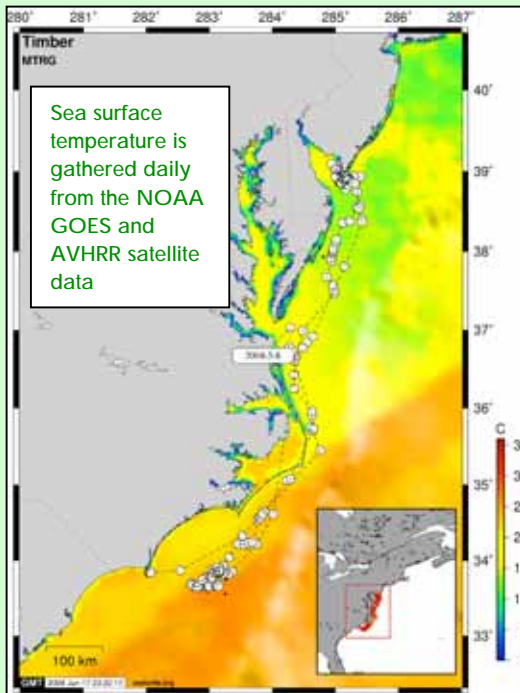 280° 281° 282° 283° 284° 285° 286° 287°
Timber
MTRG
Sea surface
temperature is
gathered daily
from the NOAA
GOES and
AVHRR satellite
data
40°
39°
38°
37°
36°
35°
34°
33°
C
100 km
GMT